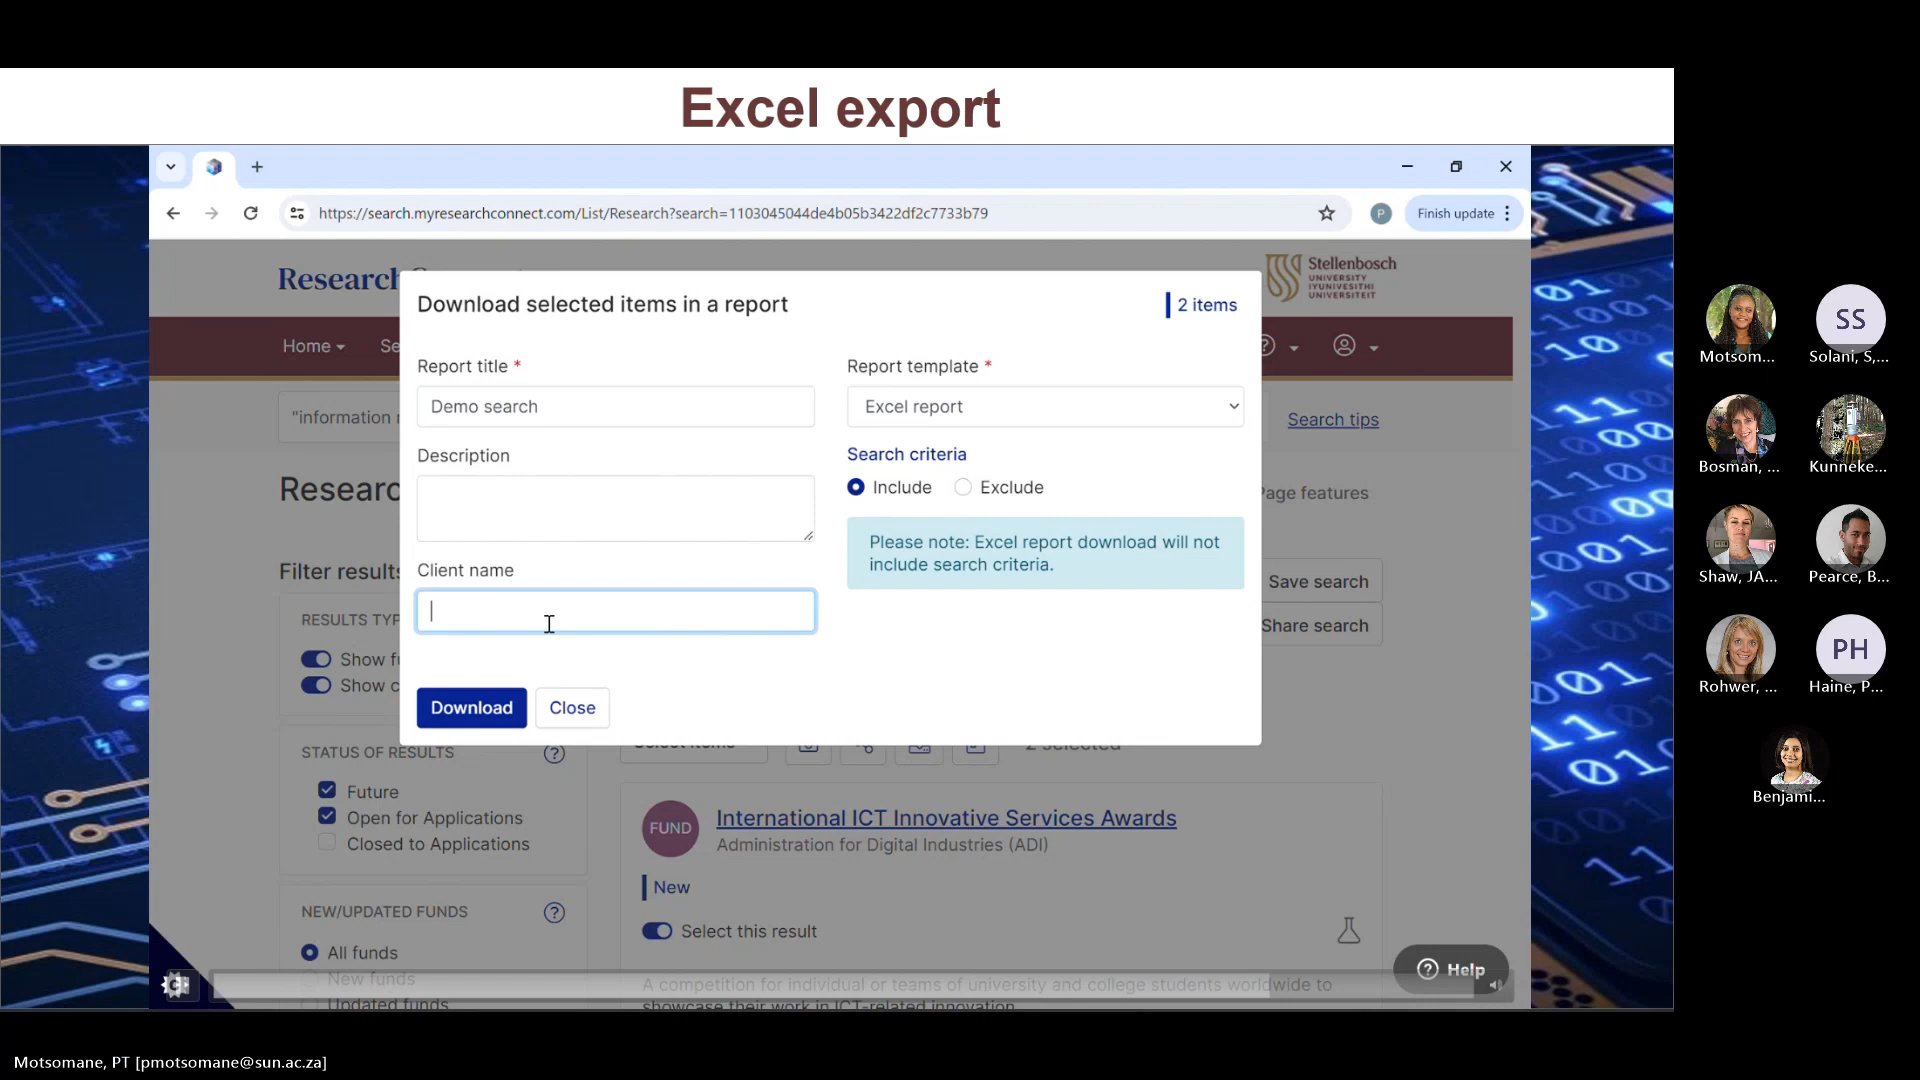 Excel export
https://search.myresearchconnect.com/List/Research?search=1103045044de4b05b3422df2c7733b79
P
Finish update
Research
Stellenbosch
UNIVERSITY
IYUNIVESITHI
UNIVERSITEIT
Home
Se
Download selected items in a report
2 items
Report title *
Report template *
Demo search
Excel report
"information
Search tips
Description
Search criteria
Include
Exclude
Researc
Page features
Please note: Excel report download will not
include search criteria.
Client name
Filter results
Save search
RESULTS TYP
Share search
Show f
Show c
Download
Close
STATUS OF RESULTS
2 selected
Future
Open for Applications
Closed to Applications
FUND
International ICT Innovative Services Awards
Administration for Digital Industries (ADI)
New
NEW/UPDATED FUNDS
Select this result
All funds
New funds
Updated funds
Help
A competition for individual or teams of university and college students worldwide to
showcase their work in ICT-related innovation.
Motsom...
SS
Solani, S,...
Bosman, ...
Kunneke...
Shaw, JA...
Pearce, B...
Rohwer, ...
PH
Haine, P...
Benjami...
Motsomane, PT [pmotsomane@sun.ac.za]